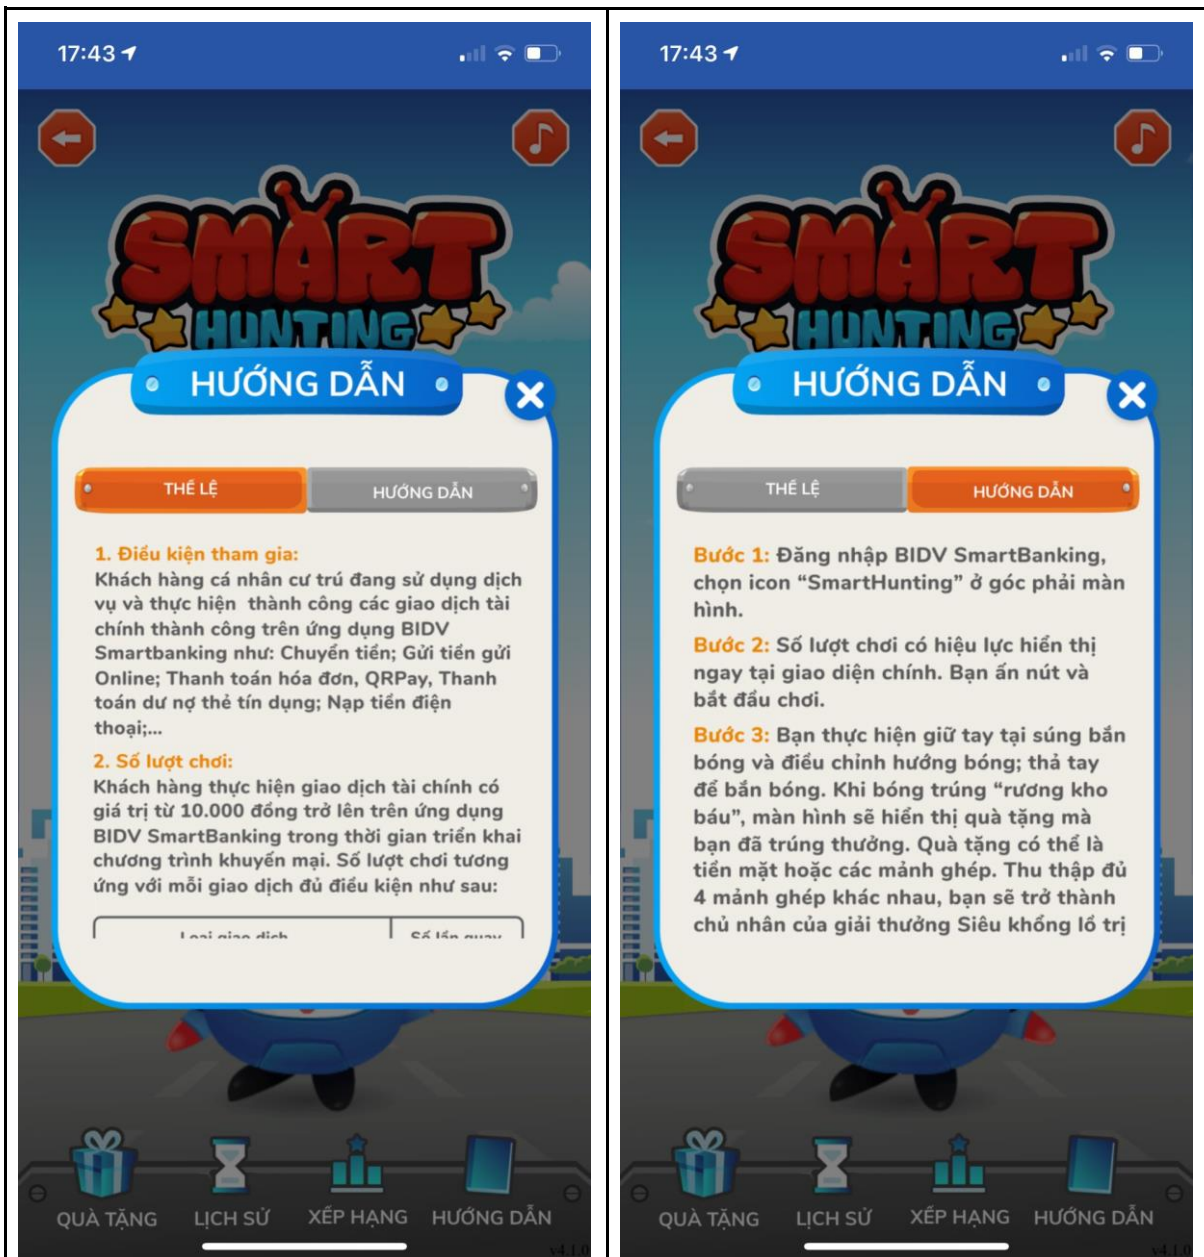 17:43
SMART
HUNTING
HƯỚNG DẪN
THỂ LỆ
HƯỚNG DẪN
1. Điều kiện tham gia:
Khách hàng cá nhân cư trú đang sử dụng dịch
vụ và thực hiện thành công các giao dịch tài
chính thành công trên ứng dụng BIDV
Smartbanking như: Chuyển tiền; Gửi tiền gửi
Online; Thanh toán hóa đơn, QRPay, Thanh
toán dư nợ thẻ tín dụng; Nạp tiền điện
thoại;...
2. Số lượt chơi:
Khách hàng thực hiện giao dịch tài chính có
giá trị từ 10.000 đồng trở lên trên ứng dụng
BIDV SmartBanking trong thời gian triển khai
chương trình khuyến mại. Số lượt chơi tương
ứng với mỗi giao dịch đủ điều kiện như sau:
Loại giao dịch
Số lần quay
QUÀ TẶNG
LỊCH SỬ
XẾP HẠNG
HƯỚNG DẪN
v4.1.0
17:43
SMART
HUNTING
HƯỚNG DẪN
THỂ LỆ
HƯỚNG DẪN
Bước 1: Đăng nhập BIDV SmartBanking,
chọn icon “SmartHunting” ở góc phải màn
hình.
Bước 2: Số lượt chơi có hiệu lực hiển thị
ngay tại giao diện chính. Bạn ấn nút và
bắt đầu chơi.
Bước 3: Bạn thực hiện giữ tay tại súng bắn
bóng và điều chỉnh hướng bóng; thả tay
để bắn bóng. Khi bóng trúng “rương kho
báu”, màn hình sẽ hiển thị quà tặng mà
bạn đã trúng thưởng. Quà tặng có thể là
tiền mặt hoặc các mảnh ghép. Thu thập đủ
4 mảnh ghép khác nhau, bạn sẽ trở thành
chủ nhân của giải thưởng Siêu khổng lồ trị
QUÀ TẶNG
LỊCH SỬ
XẾP HẠNG
HƯỚNG DẪN
v4.1.0